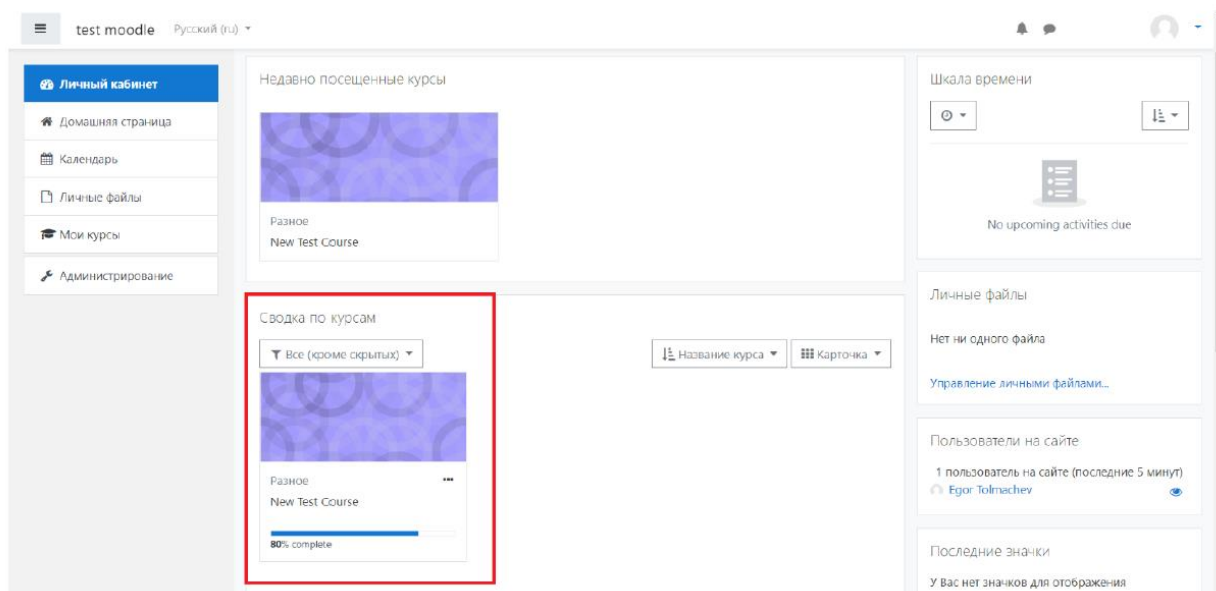 test moodle Русский (ru)
Личный кабинет
Домашняя страница
Календарь
Личные файлы
Мои курсы
Администрирование
Недавно посещенные курсы
Разное
New Test Course
Сводка по курсам
Все (кроме скрытых)
Название курса
Карточка
Разное
New Test Course
80% complete
Шкала времени
No upcoming activities due
Личные файлы
Нет ни одного файла
Управление личными файлами...
Пользователи на сайте
1 пользователь на сайте (последние 5 минут)
Egor Tolmachev
Последние значки
У Вас нет значков для отображения